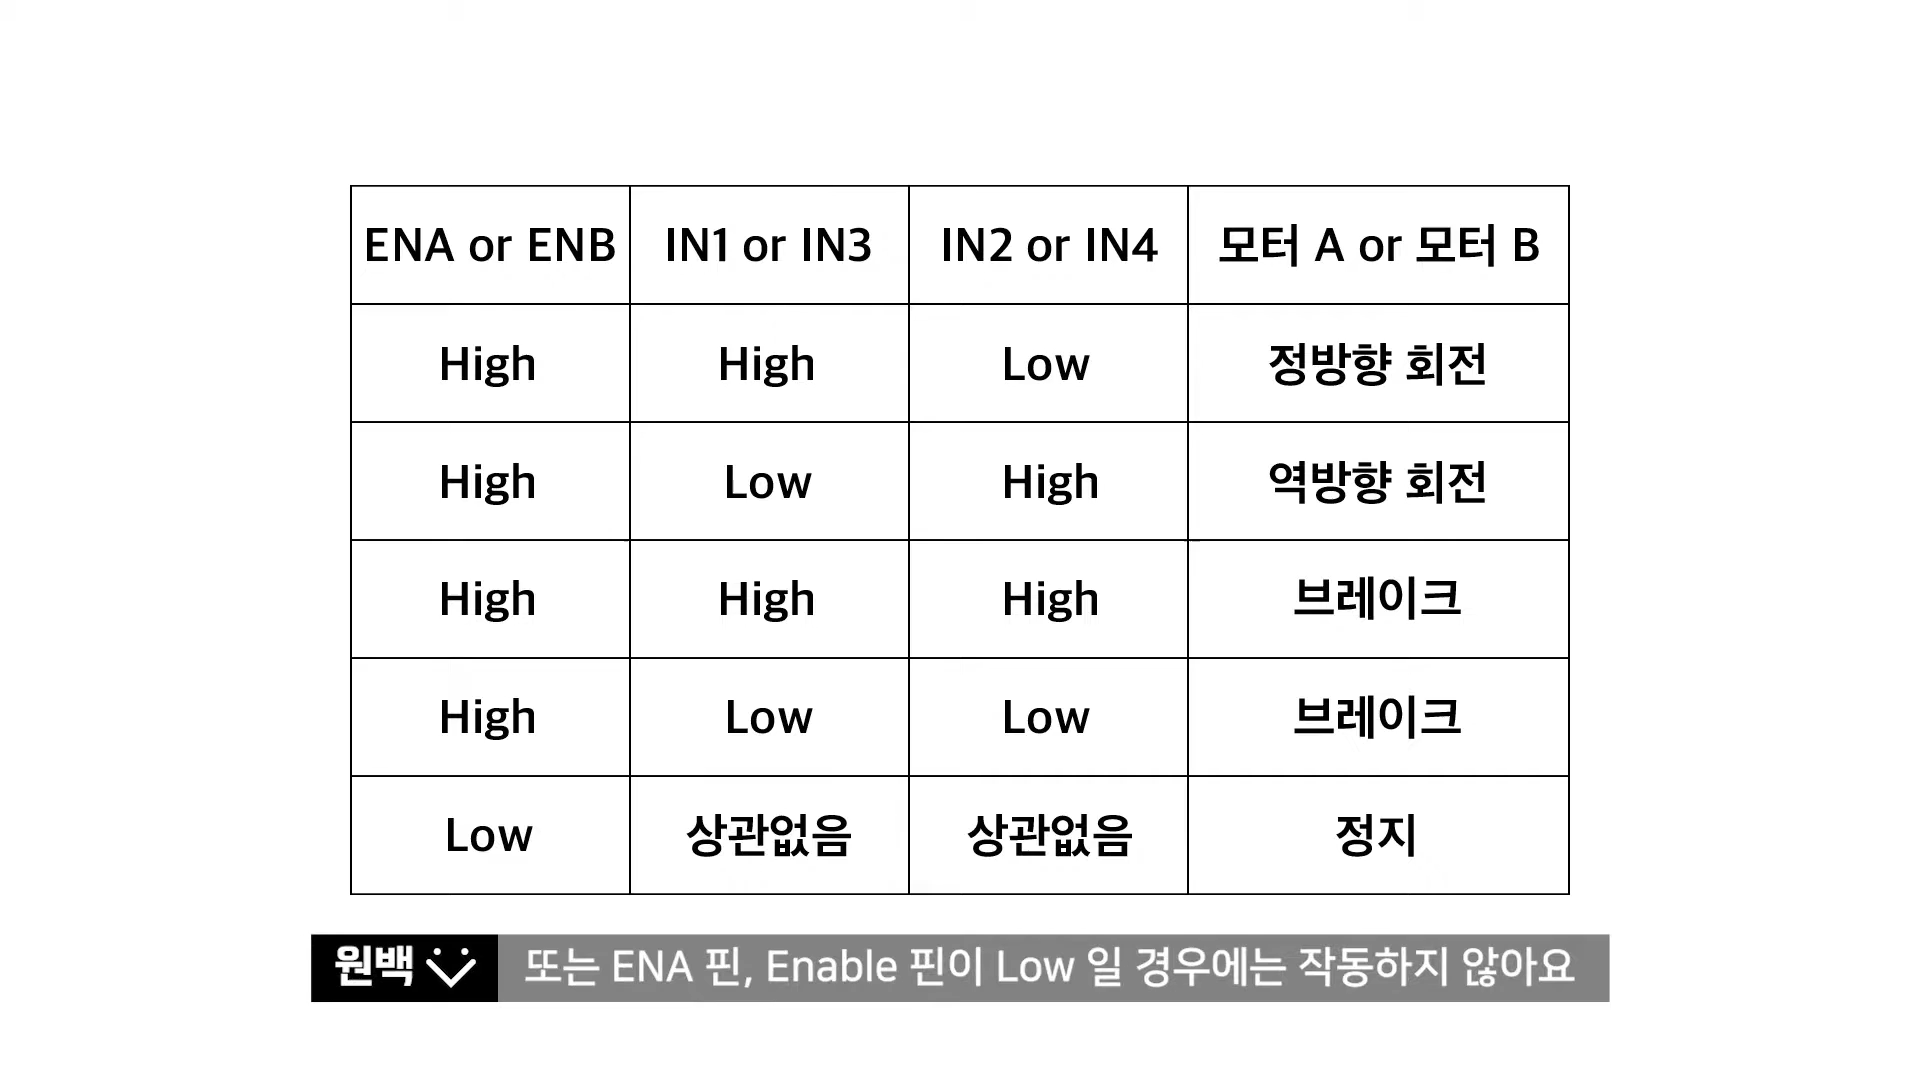 ENA or ENB IN1 or IN3 IN2 or IN4 모터 A or 모터 B
High High Low 정방향 회전
High Low High 역방향 회전
High High High 브레이크
High Low Low 브레이크
Low 상관없음 상관없음 정지
원백 또는 ENA 핀, Enable 핀이 Low 일 경우에는 작동하지 않아요